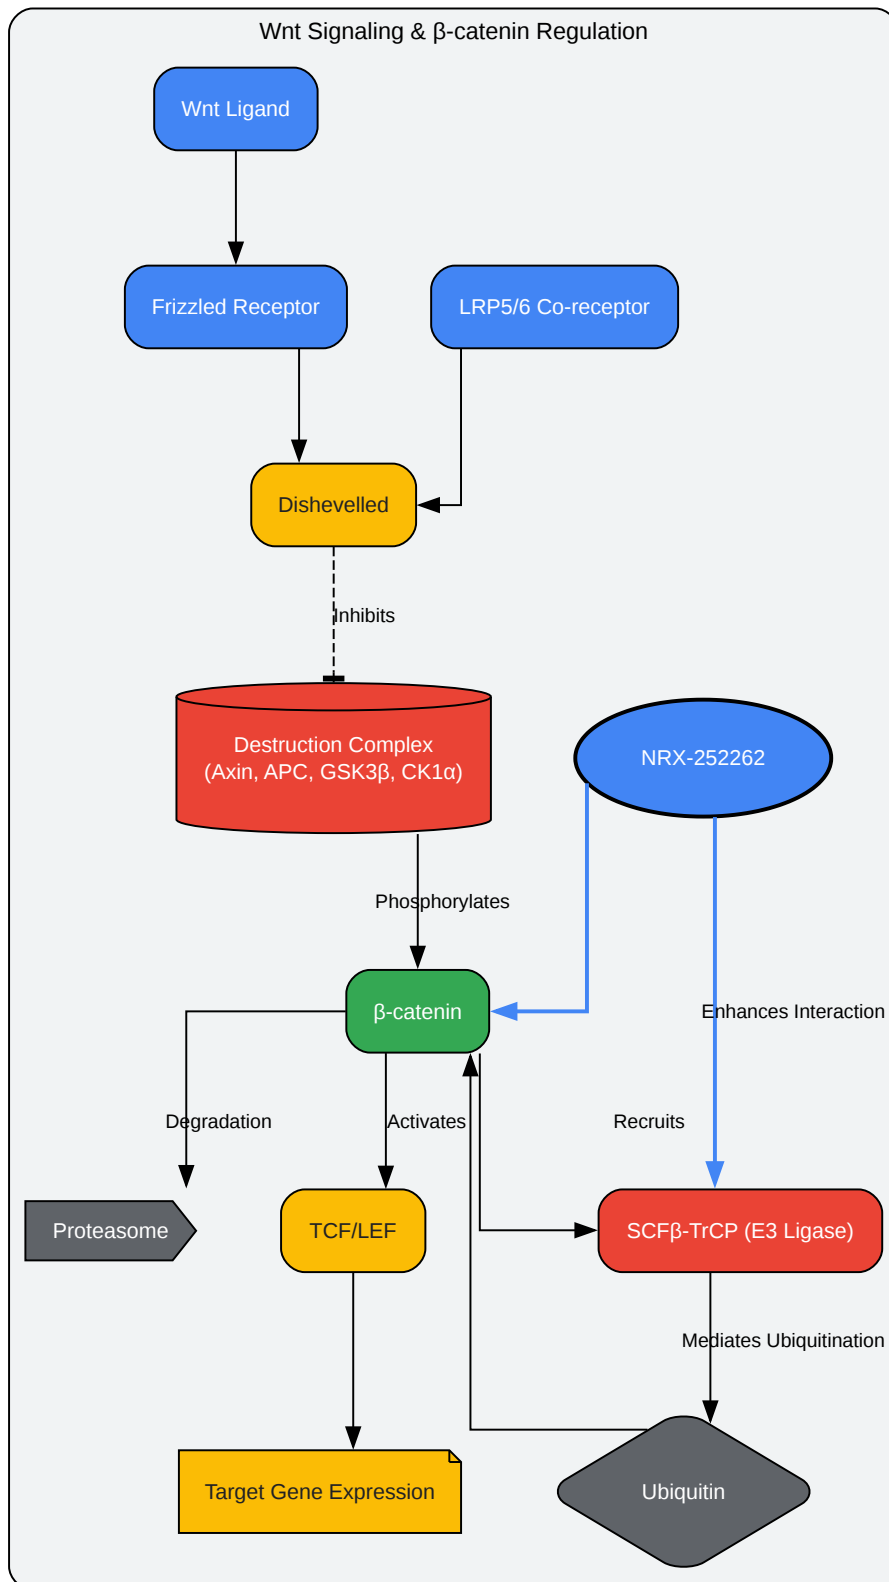 Wnt Signaling & β-catenin Regulation
Wnt Ligand
Frizzled Receptor
LRP5/6 Co-receptor
Dishevelled
Inhibits
Destruction Complex
(Axin, APC, GSK3β, CK1α)
NRX-252262
Phosphorylates
β-catenin
Enhances Interaction
Degradation
Activates
Recruits
Proteasome
TCF/LEF
SCFβ-TrCP (E3 Ligase)
Mediates Ubiquitination
Target Gene Expression
Ubiquitin